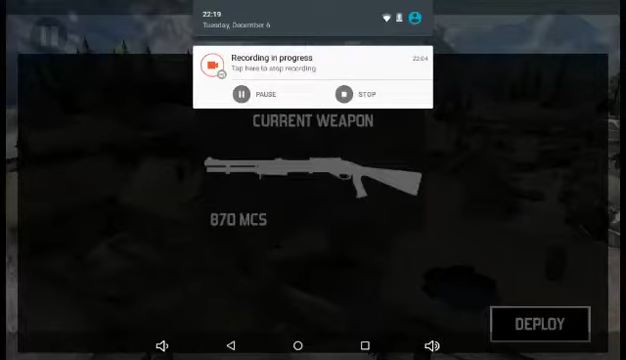 22:19
Tuesday, December 6
Recording in progress
22:04
Tap here to stop recording
PAUSE
STOP
CURRENT WEAPON
870 MCS
DEPLOY